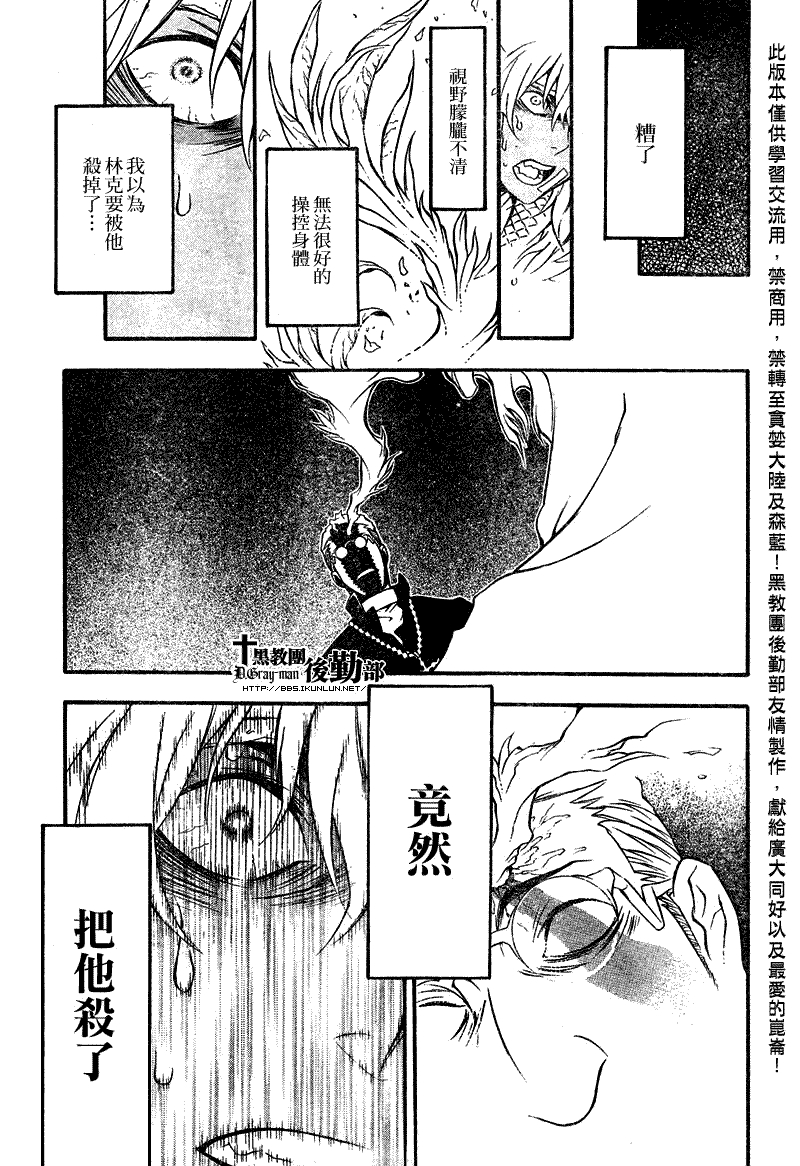 糟了
視野朦朧不清
無法很好的
操控身體
我以為
林克要被他
殺掉了…
黑教團
D.Gray-man
後勤部
HTTP://BBS.IKUNLUN.NET/
竟然
把他殺了
此版本僅供學習交流用，禁商用，禁轉至貪婪大陸及森藍！黑教團後勤部友情製作，獻給廣大同好以及最愛的崑崙！